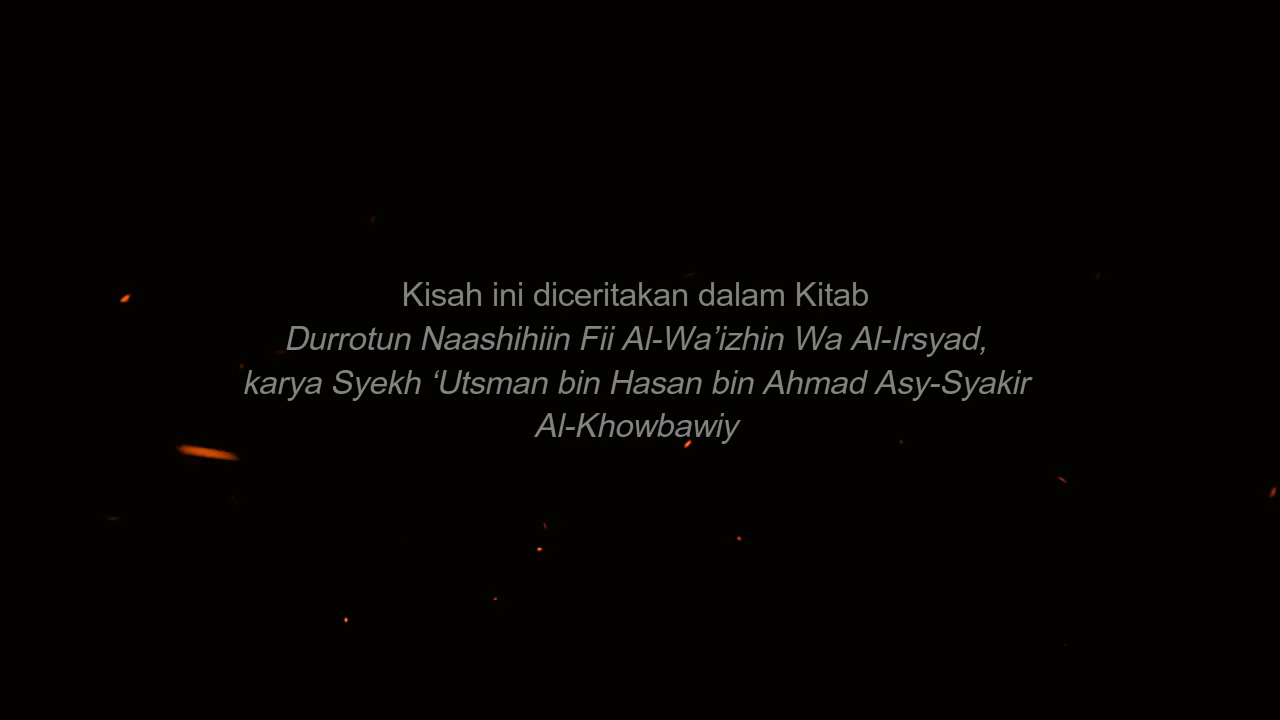 Kisah ini diceritakan dalam Kitab
Durrotun Naashihiin Fii Al-Wa’izhin Wa Al-Irsyad,
karya Syekh ‘Utsman bin Hasan bin Ahmad Asy-Syakir
Al-Khowbawiy